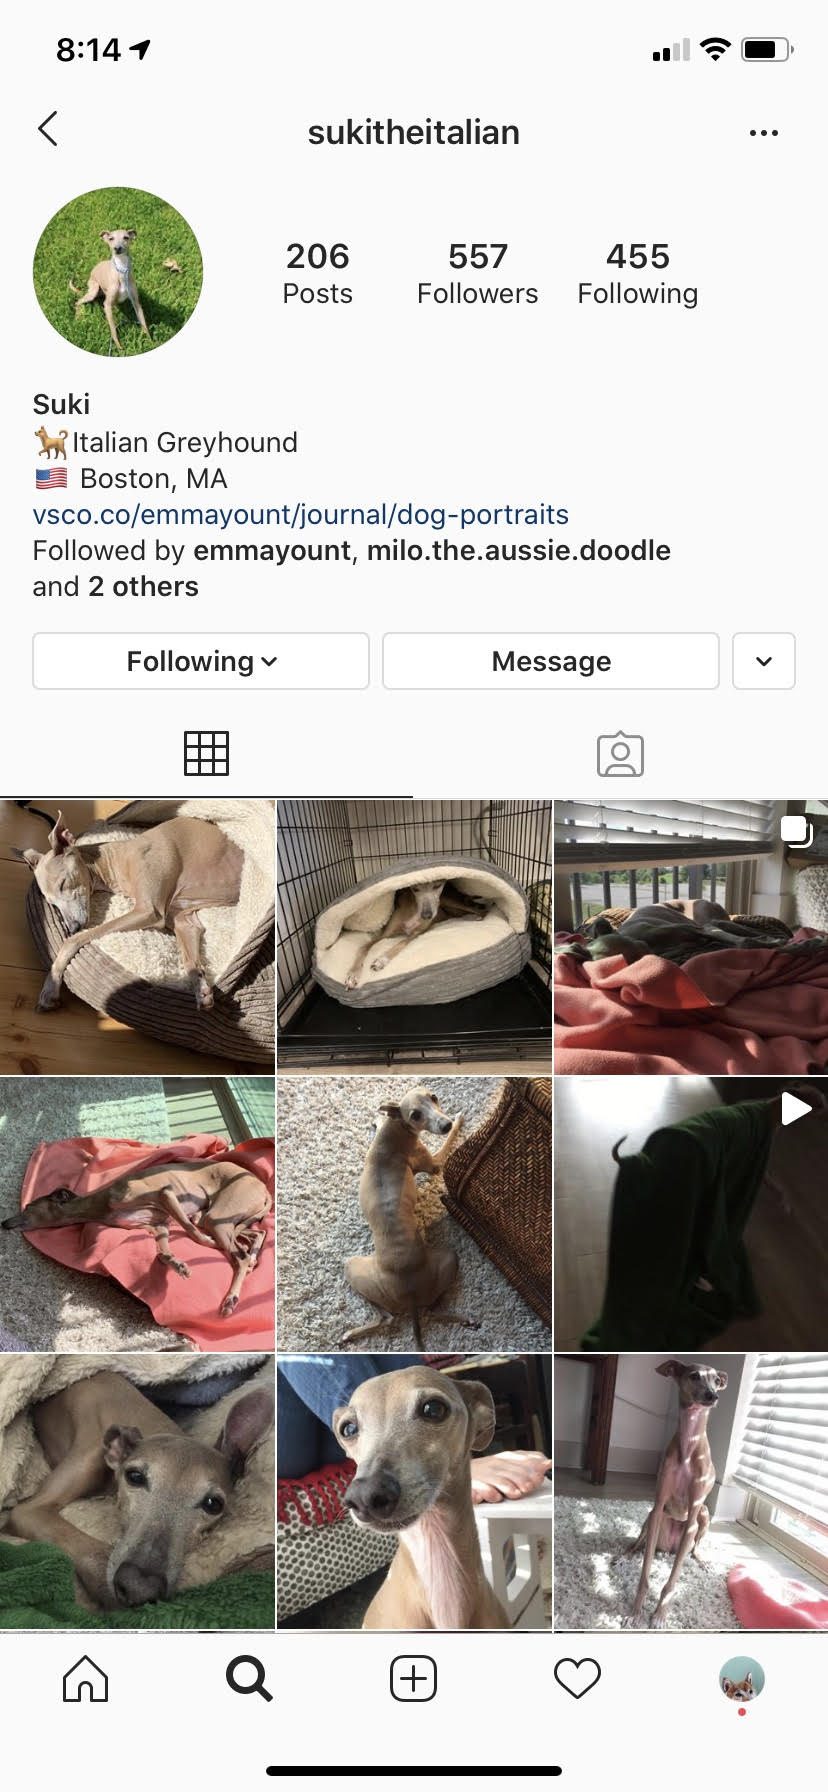 8:14
sukitheitalian
206 557 455
Posts Followers Following
Suki
🐕Italian Greyhound
🇺🇸 Boston, MA
vsco.co/emmayount/journal/dog-portraits
Followed by emmayount, milo.the.aussie.doodle
and 2 others
Following Message